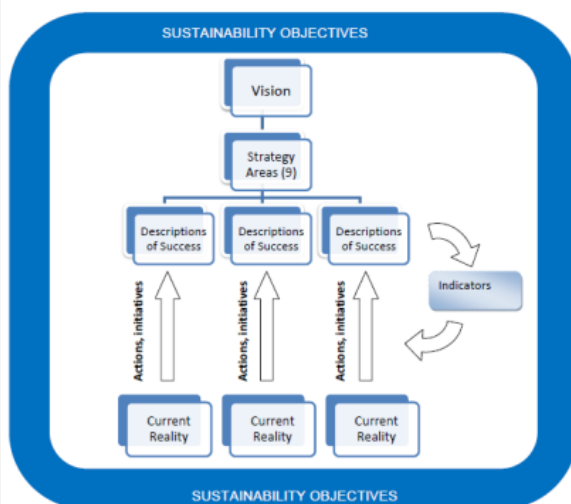 SUSTAINABILITY OBJECTIVES
Vision
Strategy
Areas (9)
Descriptions
of Success
Descriptions
of Success
Descriptions
of Success
Indicators
Actions, initiatives
Actions, initiatives
Actions, initiatives
Current
Reality
Current
Reality
Current
Reality
SUSTAINABILITY OBJECTIVES